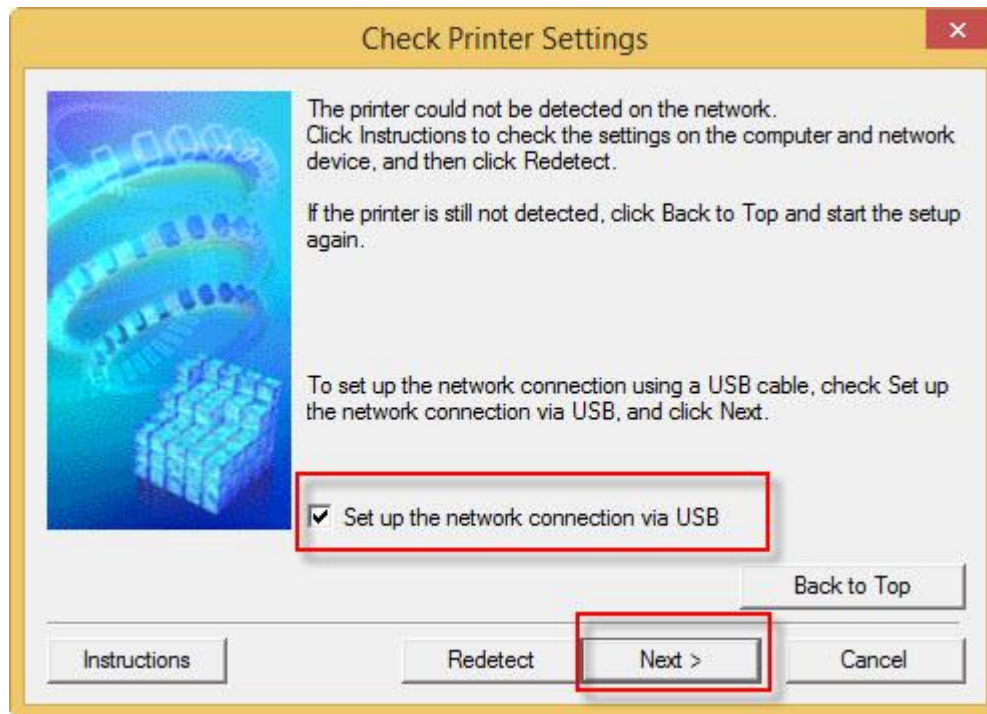 Check Printer Settings
The printer could not be detected on the network.
Click Instructions to check the settings on the computer and network
device, and then click Redetect.
If the printer is still not detected, click Back to Top and start the setup
again.
To set up the network connection using a USB cable, check Set up
the network connection via USB, and click Next.
Set up the network connection via USB
Back to Top
Instructions
Redetect
Next >
Cancel